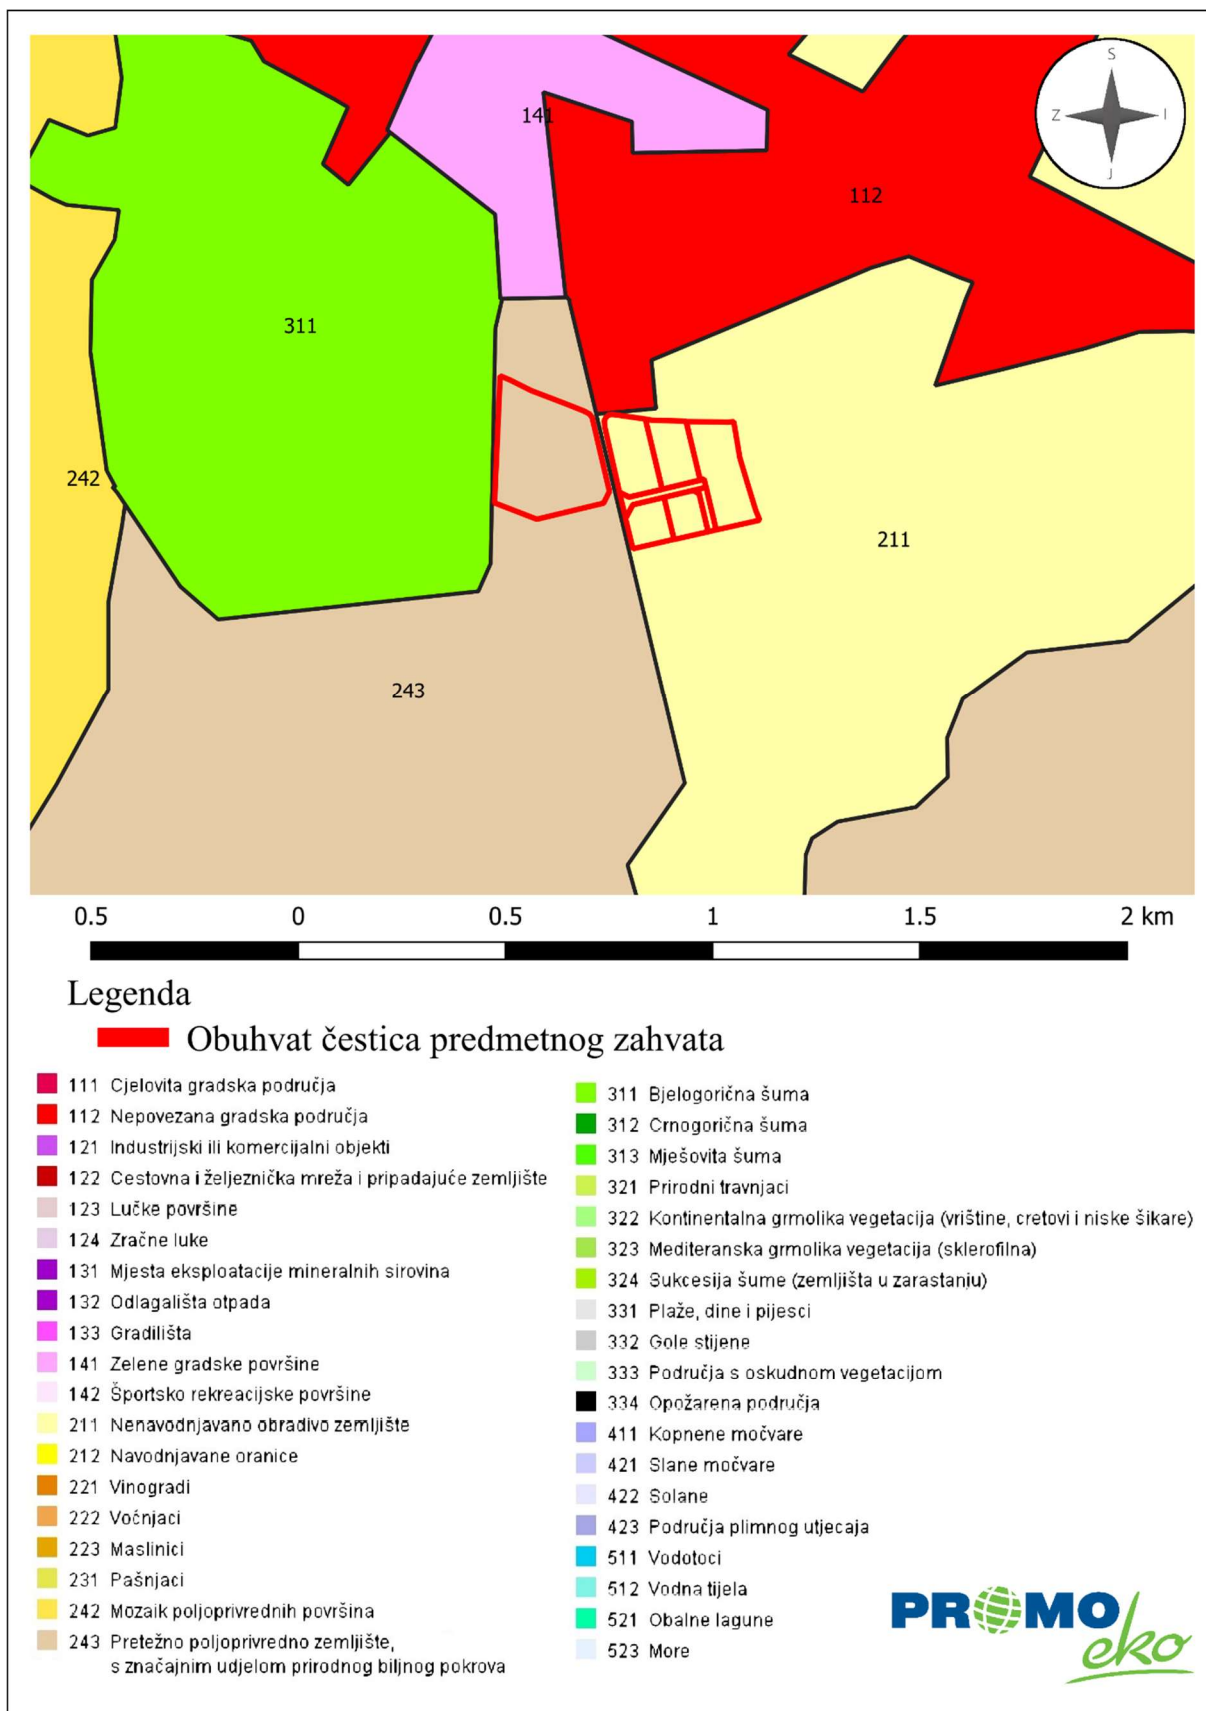 S
Z
I
J
141
112
311
242
211
243
0.5 0 0.5 1 1.5 2 km
Legenda
Obuhvat čestica predmetnog zahvata
111 Cjelovita gradska područja
112 Nepovezana gradska područja
121 Industrijski ili komercijalni objekti
122 Cestovna i željeznička mreža i pripadajuće zemljište
123 Lučke površine
124 Zračne luke
131 Mjesta eksploatacije mineralnih sirovina
132 Odlagališta otpada
133 Gradilišta
141 Zelene gradske površine
142 Športsko rekreacijske površine
211 Nenavodnjavano obradivo zemljište
212 Navodnjavane oranice
221 Vinogradi
222 Voćnjaci
223 Maslinici
231 Pašnjaci
242 Mozaik poljoprivrednih površina
243 Pretežno poljoprivredno zemljište,
s značajnim udjelom prirodnog biljnog pokrova
311 Bjelogorična šuma
312 Crnogorična šuma
313 Mješovita šuma
321 Prirodni travnjaci
322 Kontinentalna grmolika vegetacija (vrištine, cretovi i niske šikare)
323 Mediteranska grmolika vegetacija (sklerofilna)
324 Sukcesija šume (zemljišta u zarastanju)
331 Plaže, dine i pijesci
332 Gole stijene
333 Područja s oskudnom vegetacijom
334 Opožarena područja
411 Kopnene močvare
421 Slane močvare
422 Solane
423 Područja plimnog utjecaja
511 Vodotoci
512 Vodna tijela
521 Obalne lagune
523 More
PROMO
eko